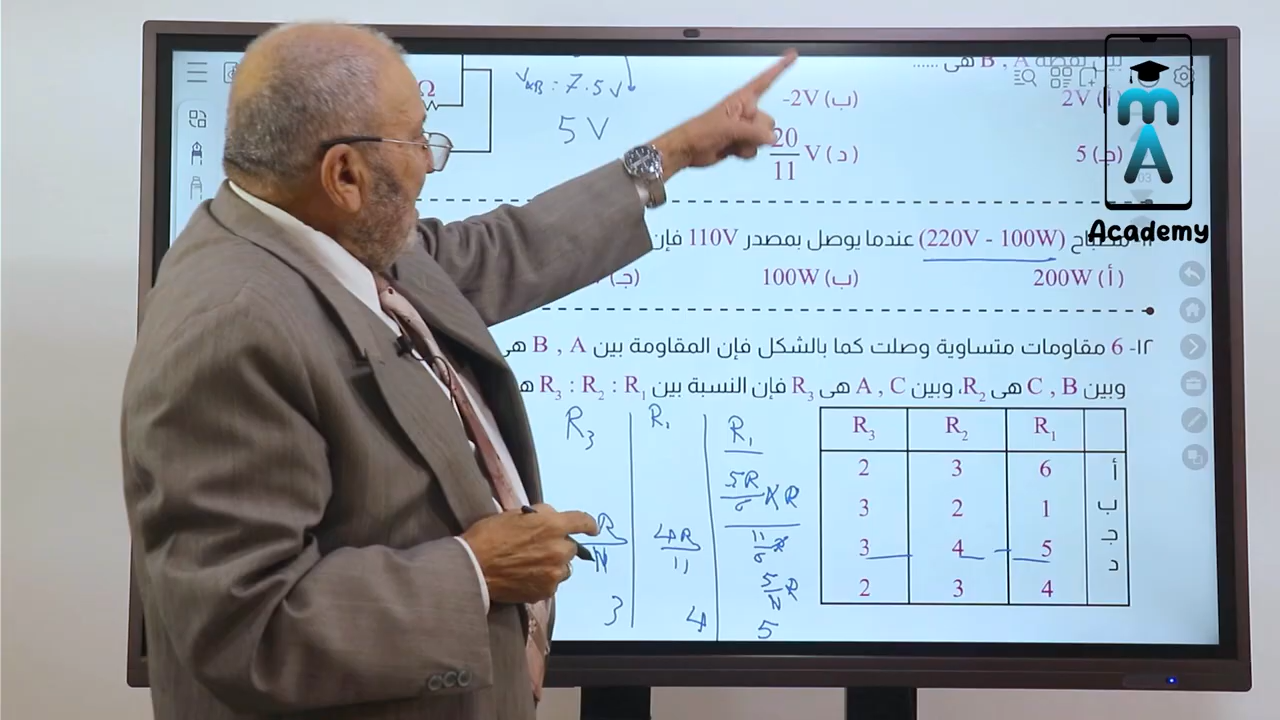 A , B هى ......
(أ) 2V
(ب) -2V
(جـ) 5
(د) 20/11 V
Ω
V_AB : 7.5 V
5 V
Academy
مصباح (220V - 100W) عندما يوصل بمصدر 110V فإن
(أ) 200W
(ب) 100W
(جـ)
١٢- 6 مقاومات متساوية وصلت كما بالشكل فإن المقاومة بين B , A هى
وبين C , B هى R₂، وبين A , C هى R₃ فإن النسبة بين R₃ : R₂ : R₁
R₁ R₂ R₃
أ 6 3 2
ب 1 2 3
جـ 5 4 3
د 4 3 2
R₁
5R/6 × R
11/6 R
5/11 R
5
R₁
4R/11
4
R₃
R/11
3